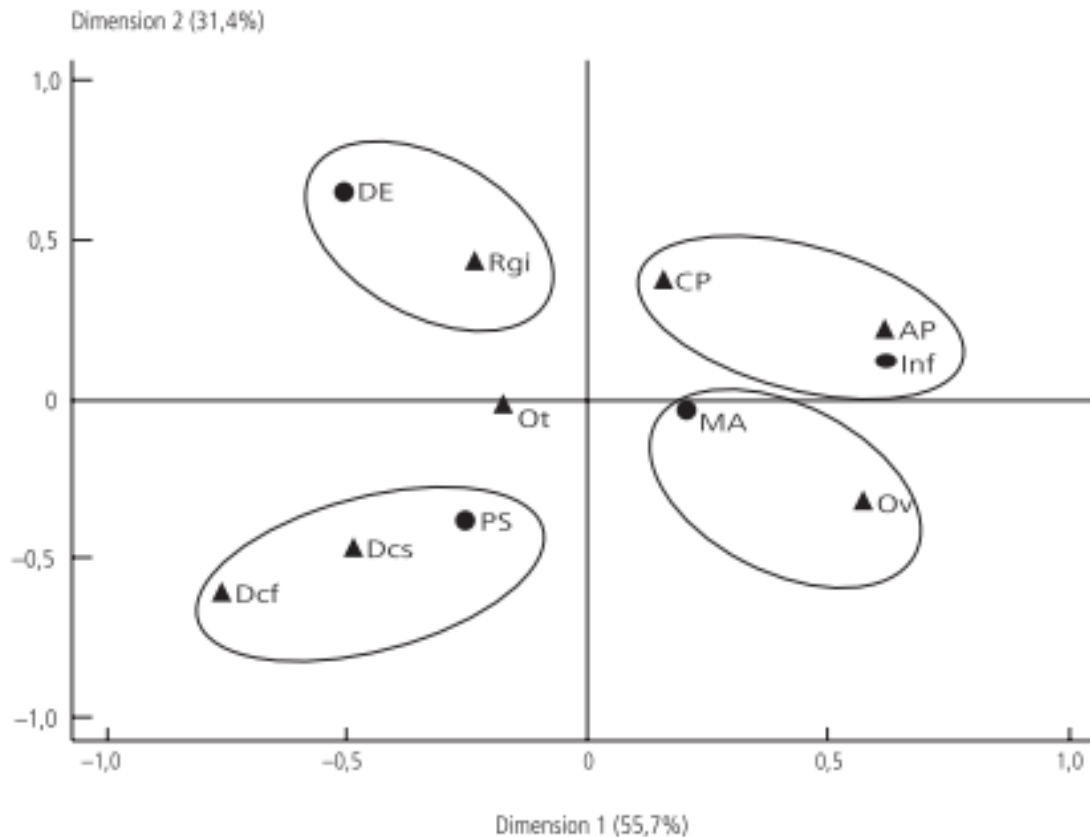 Dimension 2 (31,4%)
1,0
DE
0,5
Rgi
CP
AP
Inf
0
Ot
MA
PS
Ov
−0,5
Dcs
Dcf
−1,0
−1,0
−0,5
0
0,5
1,0
Dimension 1 (55,7%)